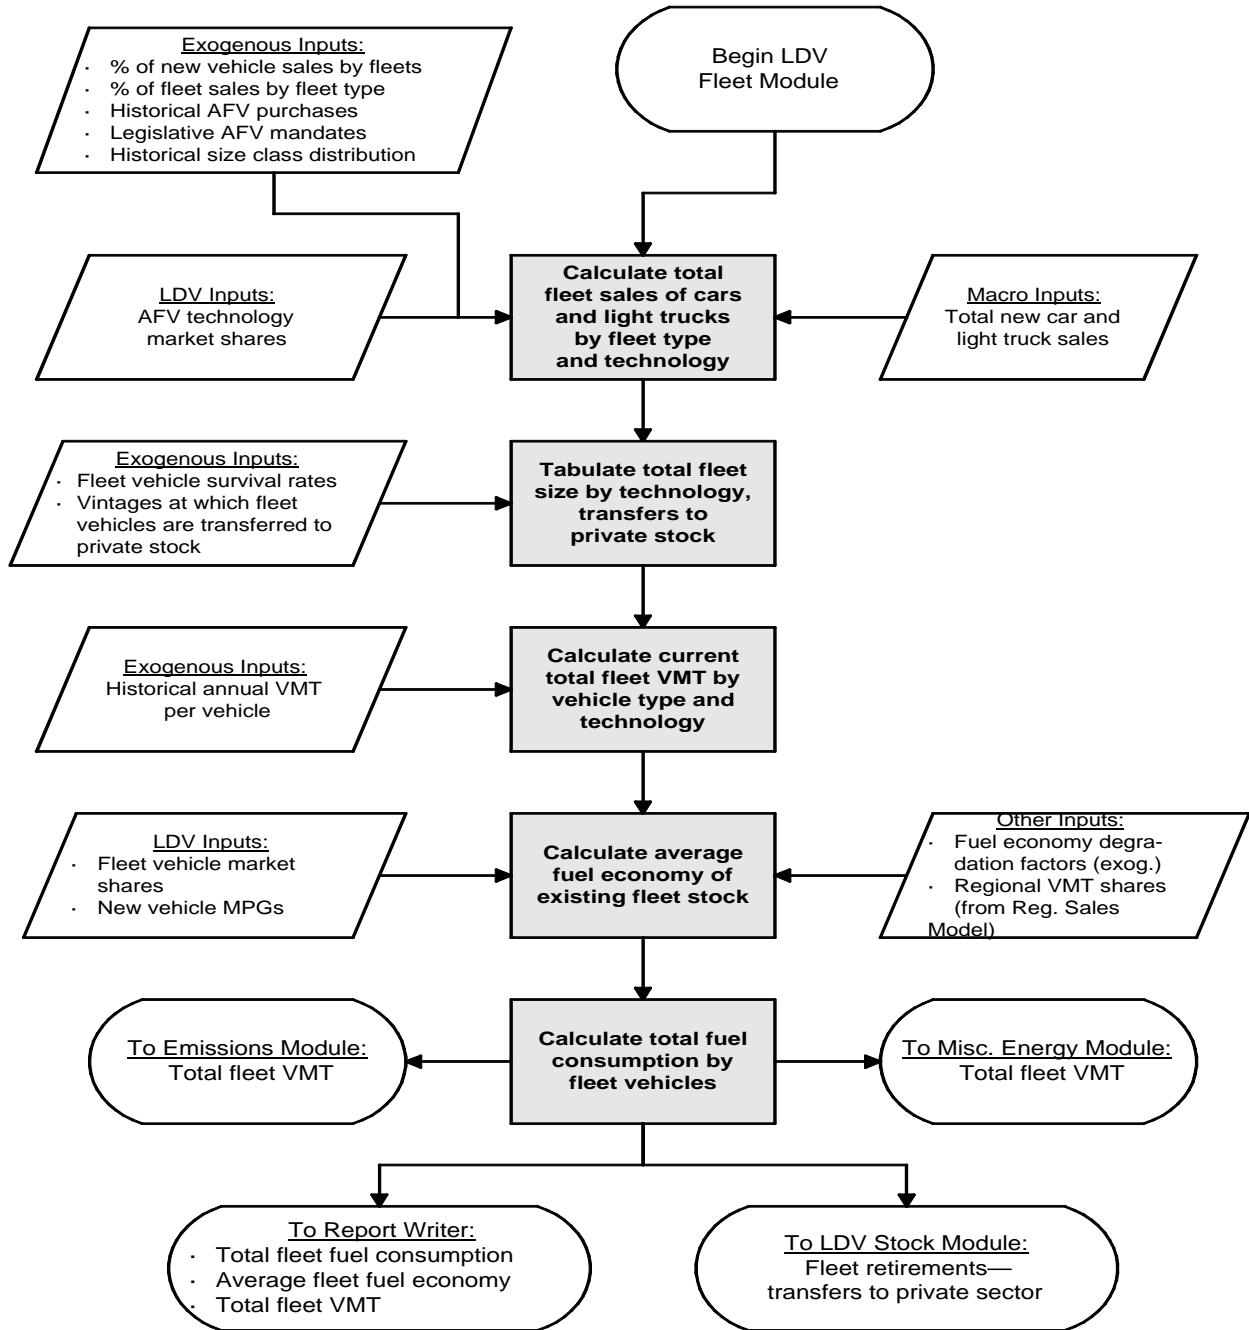 Exogenous Inputs:
· % of new vehicle sales by fleets
· % of fleet sales by fleet type
· Historical AFV purchases
· Legislative AFV mandates
· Historical size class distribution
Begin LDV
Fleet Module
LDV Inputs:
AFV technology
market shares
Calculate total
fleet sales of cars
and light trucks
by fleet type
and technology
Macro Inputs:
Total new car and
light truck sales
Exogenous Inputs:
· Fleet vehicle survival rates
· Vintages at which fleet
vehicles are transferred to
private stock
Tabulate total fleet
size by technology,
transfers to
private stock
Exogenous Inputs:
Historical annual VMT
per vehicle
Calculate current
total fleet VMT by
vehicle type and
technology
LDV Inputs:
· Fleet vehicle market
shares
· New vehicle MPGs
Calculate average
fuel economy of
existing fleet stock
Other Inputs:
· Fuel economy degra-
dation factors (exog.)
· Regional VMT shares
(from Reg. Sales
Model)
To Emissions Module:
Total fleet VMT
Calculate total fuel
consumption by
fleet vehicles
To Misc. Energy Module:
Total fleet VMT
To Report Writer:
· Total fleet fuel consumption
· Average fleet fuel economy
· Total fleet VMT
To LDV Stock Module:
Fleet retirements—
transfers to private sector